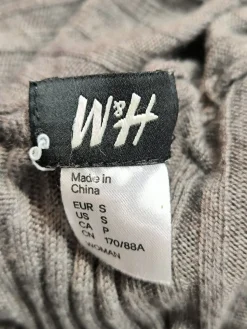 H&M
Made in
China
EUR S
US S
CA P
CN 170/88A
WOMAN